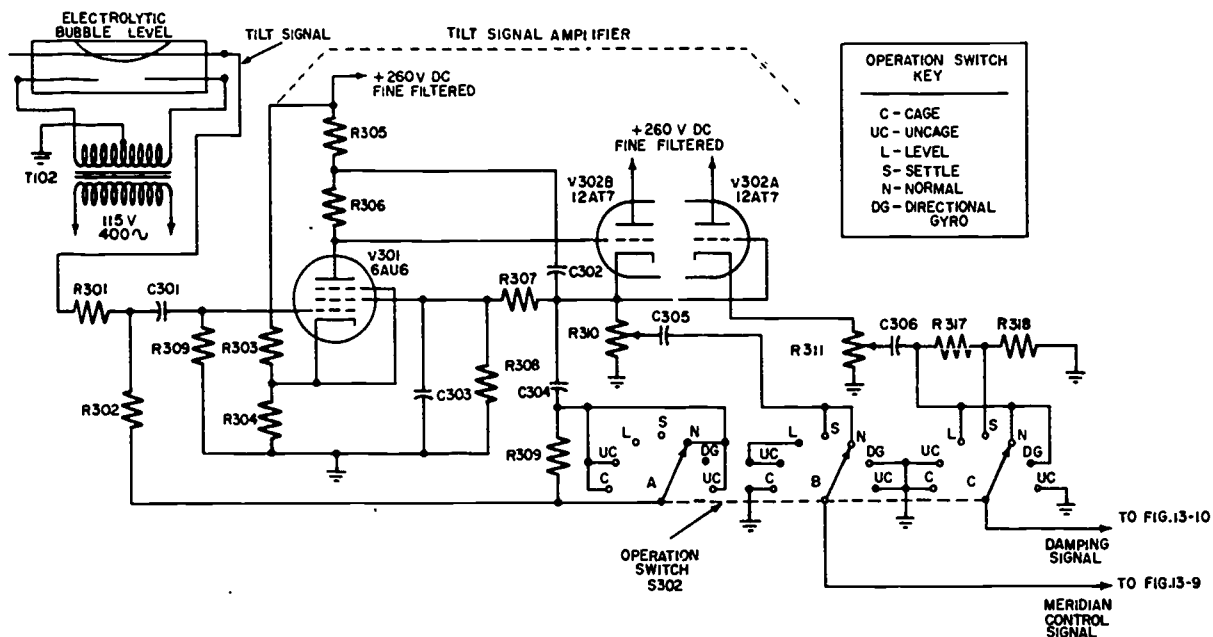 ELECTROLYTIC
BUBBLE LEVEL
TILT SIGNAL
TILT SIGNAL AMPLIFIER
+260V DC
FINE FILTERED
OPERATION SWITCH
KEY
C - CAGE
UC - UNCAGE
L - LEVEL
S - SETTLE
N - NORMAL
DG - DIRECTIONAL
GYRO
+260 V DC
FINE FILTERED
R305
V302B
12AT7
V302A
12AT7
T102
R306
115V
400~
V301
6AU6
R301
C301
R307
C302
R309
R303
R310
C305
R311
C306
R317
R318
R302
R304
C303
R308
C304
R309
L
S
N
UC
DG
C
A
UC
L
S
N
UC
DG
C
B
UC
L
S
N
UC
DG
C
C
UC
OPERATION
SWITCH
S302
TO FIG.13-10
DAMPING
SIGNAL
TO FIG.13-9
MERIDIAN
CONTROL
SIGNAL